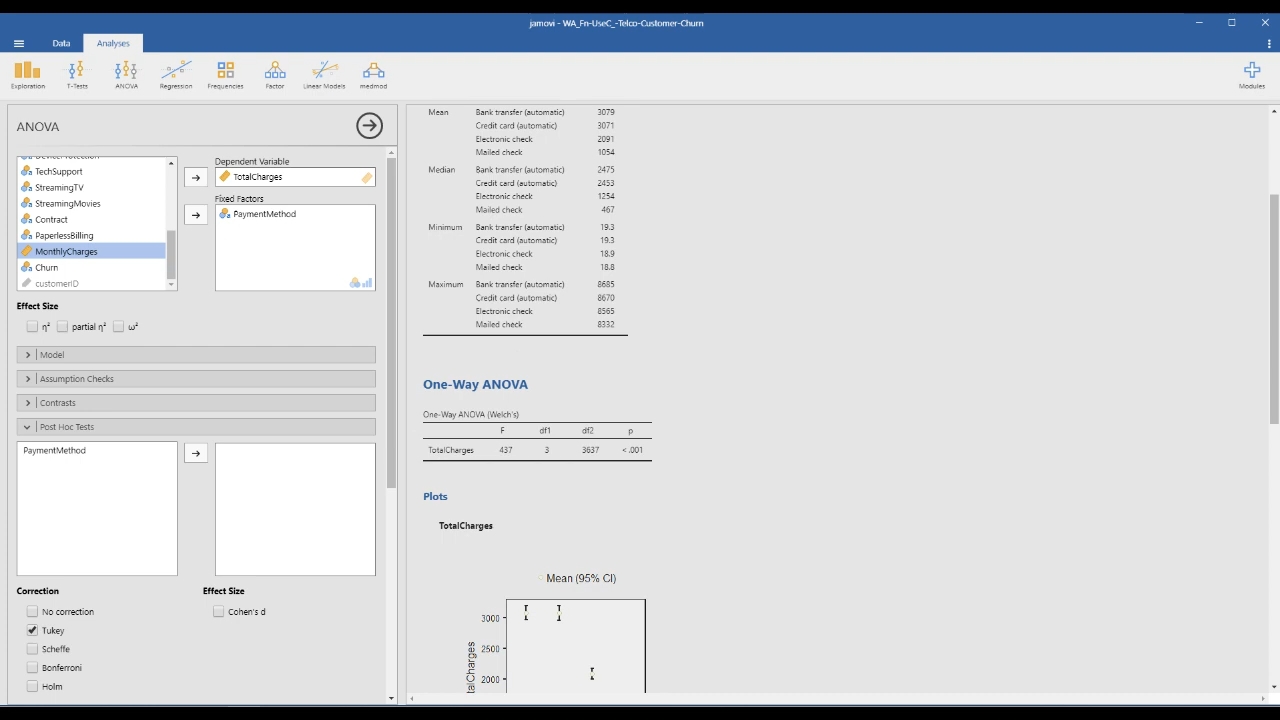 jamovi - WA_Fn-UseC_-Telco-Customer-Churn
Data
Analyses
Exploration
T-Tests
ANOVA
Regression
Frequencies
Factor
Linear Models
medmod
Modules
ANOVA
DeviceProtection
TechSupport
StreamingTV
StreamingMovies
Contract
PaperlessBilling
MonthlyCharges
Churn
customerID
Dependent Variable
TotalCharges
Fixed Factors
PaymentMethod
Effect Size
η² partial η² ω²
Model
Assumption Checks
Contrasts
Post Hoc Tests
PaymentMethod
Correction
No correction
Tukey
Scheffe
Bonferroni
Holm
Effect Size
Cohen's d
Mean Bank transfer (automatic) 3079
Credit card (automatic) 3071
Electronic check 2091
Mailed check 1054
Median Bank transfer (automatic) 2475
Credit card (automatic) 2453
Electronic check 1254
Mailed check 467
Minimum Bank transfer (automatic) 19.3
Credit card (automatic) 19.3
Electronic check 18.9
Mailed check 18.8
Maximum Bank transfer (automatic) 8685
Credit card (automatic) 8670
Electronic check 8565
Mailed check 8332
One-Way ANOVA
One-Way ANOVA (Welch's)
F df1 df2 p
TotalCharges 437 3 3637 < .001
Plots
TotalCharges
Mean (95% CI)
3000
2500
2000